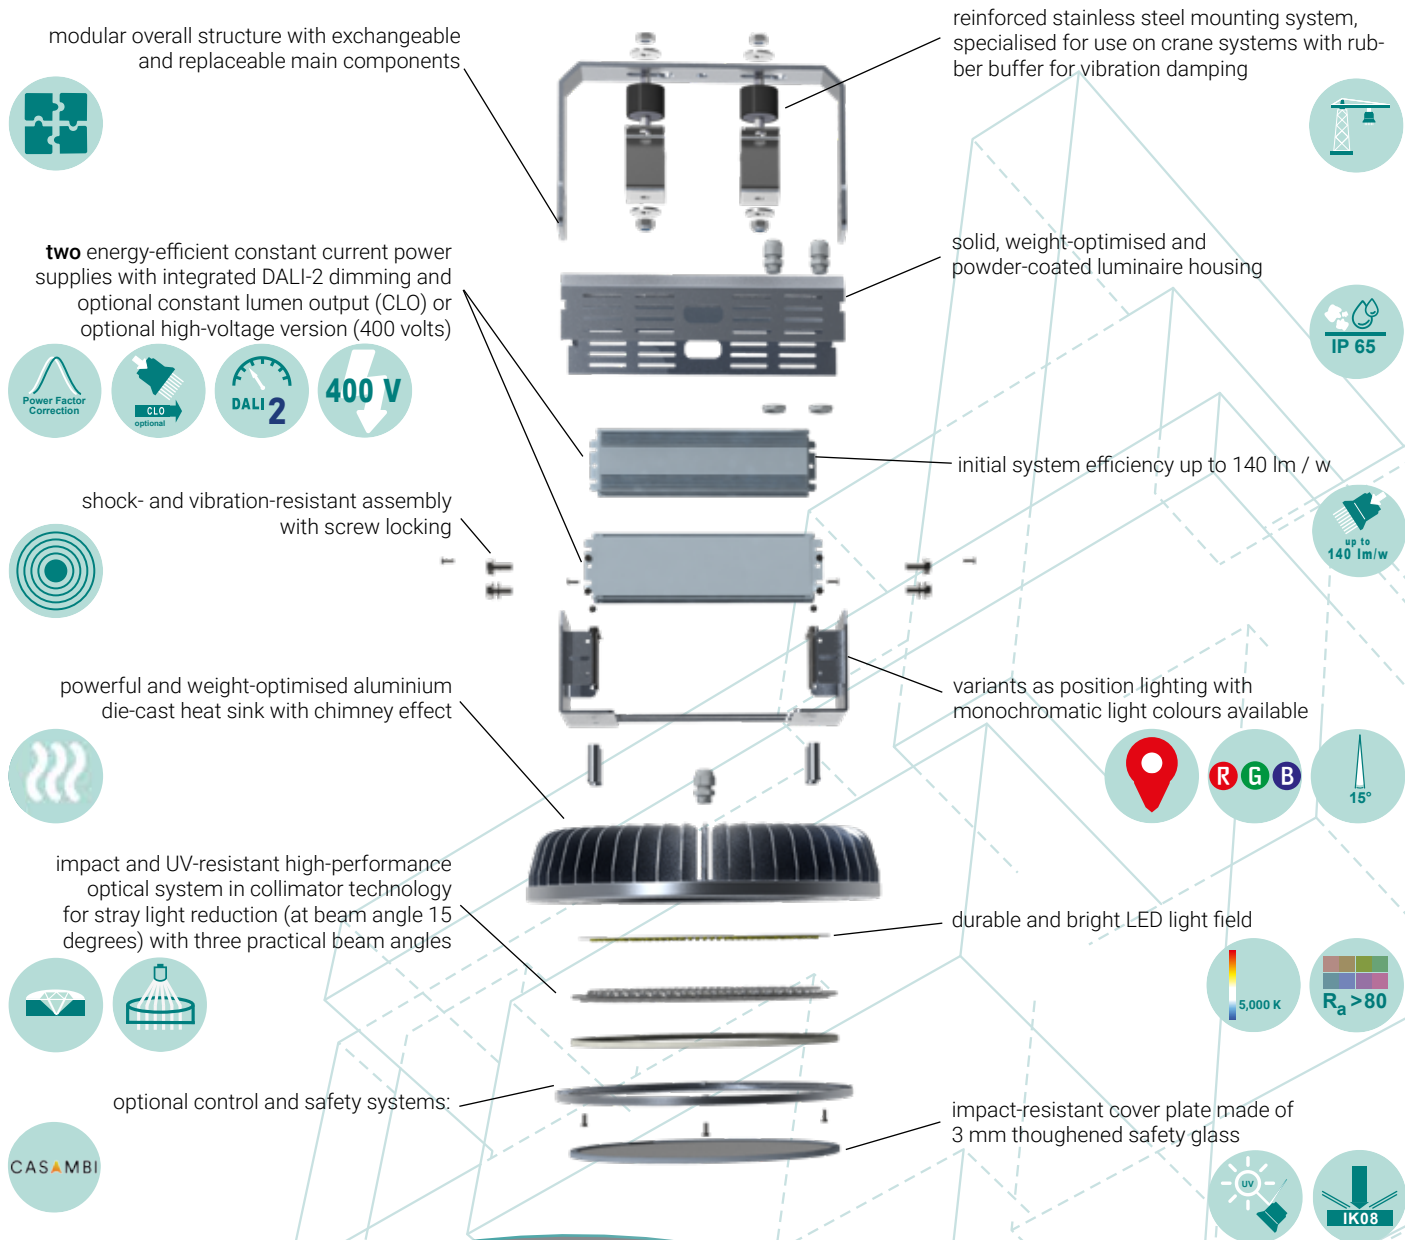 modular overall structure with exchangeable
and replaceable main components
reinforced stainless steel mounting system,
specialised for use on crane systems with rub-
ber buffer for vibration damping
two energy-efficient constant current power
supplies with integrated DALI-2 dimming and
optional constant lumen output (CLO) or
optional high-voltage version (400 volts)
Power Factor
Correction
CLO
optional
DALI 2
400 V
solid, weight-optimised and
powder-coated luminaire housing
IP 65
initial system efficiency up to 140 lm / w
up to
140 lm/w
shock- and vibration-resistant assembly
with screw locking
powerful and weight-optimised aluminium
die-cast heat sink with chimney effect
variants as position lighting with
monochromatic light colours available
R G B
15°
impact and UV-resistant high-performance
optical system in collimator technology
for stray light reduction (at beam angle 15
degrees) with three practical beam angles
durable and bright LED light field
5,000 K
Ra >80
optional control and safety systems:
CASAMBI
impact-resistant cover plate made of
3 mm thoughened safety glass
UV
IK08